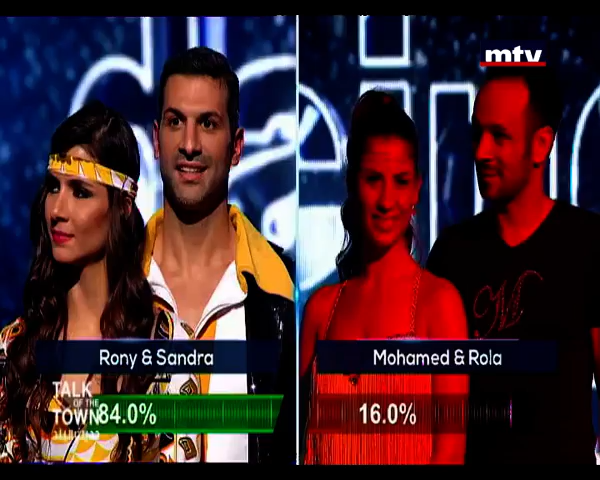 mtv
Rony & Sandra
Mohamed & Rola
TALK
OF THE
TOWN
84.0%
16.0%
M